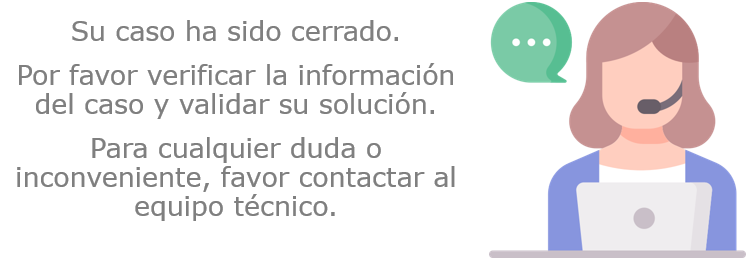 Su caso ha sido cerrado.
Por favor verificar la información
del caso y validar su solución.
Para cualquier duda o
inconveniente, favor contactar al
equipo técnico.